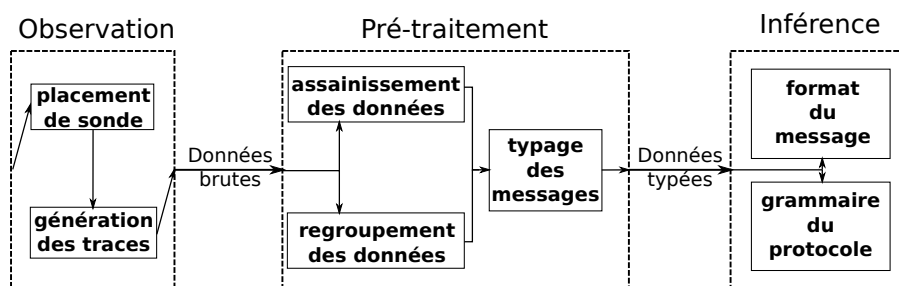 Observation
placement
de sonde
génération
des traces
Données
brutes
Pré-traitement
assainissement
des données
regroupement
des données
typage
des
messages
Données
typées
Inférence
format
du
message
grammaire
du
protocole